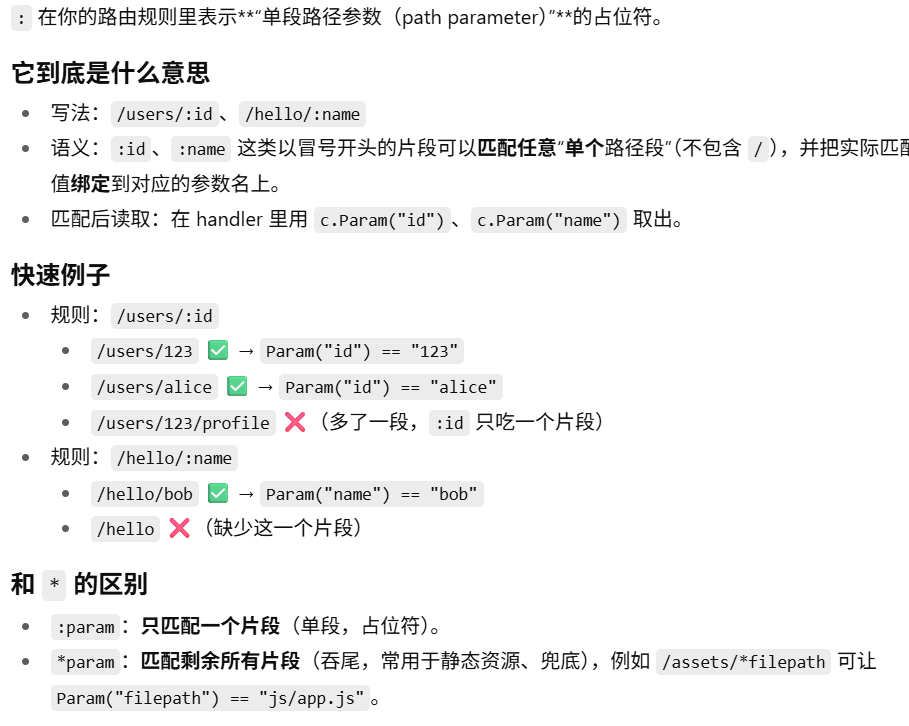 : 在你的路由规则里表示**“单段路径参数（path parameter）”**的占位符。
它到底是什么意思
写法：/users/:id、/hello/:name
语义：:id、:name 这类以冒号开头的片段可以匹配任意“单个路径段”（不包含 /），并把实际匹配
值绑定到对应的参数名上。
匹配后读取：在 handler 里用 c.Param("id")、c.Param("name") 取出。
快速例子
规则：/users/:id
/users/123 ✅ → Param("id") == "123"
/users/alice ✅ → Param("id") == "alice"
/users/123/profile ❌（多了一段，:id 只吃一个片段）
规则：/hello/:name
/hello/bob ✅ → Param("name") == "bob"
/hello ❌（缺少这一个片段）
和 * 的区别
:param：只匹配一个片段（单段，占位符）。
*param：匹配剩余所有片段（吞尾，常用于静态资源、兜底），例如 /assets/*filepath 可让
Param("filepath") == "js/app.js"。